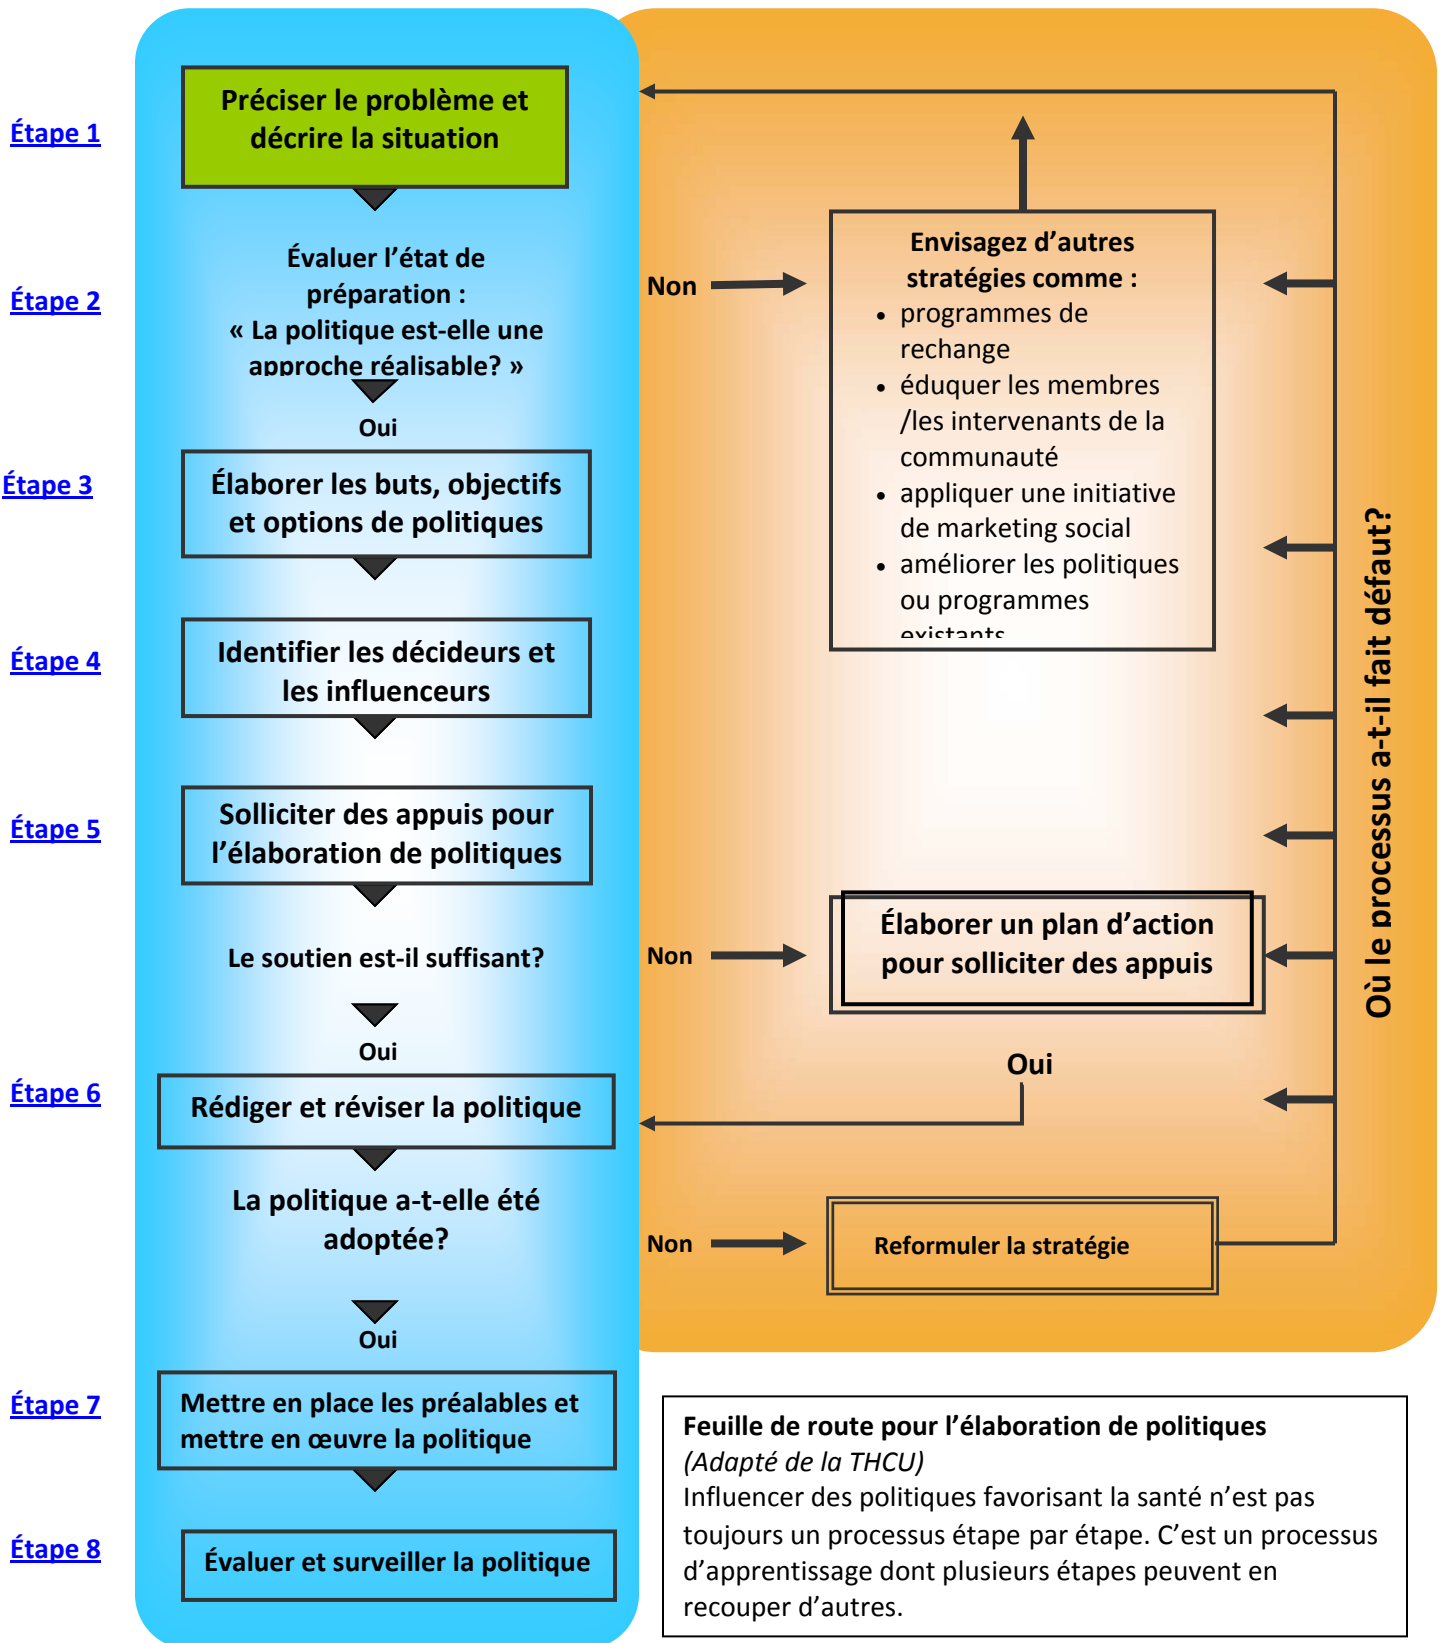 Étape 1
Préciser le problème et
décrire la situation
Étape 2
Évaluer l’état de
préparation :
« La politique est-elle une
approche réalisable? »
Non
Envisagez d’autres
stratégies comme :
• programmes de
rechange
• éduquer les membres
/les intervenants de la
communauté
• appliquer une initiative
de marketing social
• améliorer les politiques
ou programmes
existants
Oui
Étape 3
Élaborer les buts, objectifs
et options de politiques
Étape 4
Identifier les décideurs et
les influenceurs
Étape 5
Solliciter des appuis pour
l’élaboration de politiques
Le soutien est-il suffisant?
Non
Élaborer un plan d’action
pour solliciter des appuis
Oui
Oui
Étape 6
Rédiger et réviser la politique
La politique a-t-elle été
adoptée?
Non
Reformuler la stratégie
Où le processus a-t-il fait défaut?
Oui
Étape 7
Mettre en place les préalables et
mettre en œuvre la politique
Étape 8
Évaluer et surveiller la politique
Feuille de route pour l’élaboration de politiques
(Adapté de la THCU)
Influencer des politiques favorisant la santé n’est pas
toujours un processus étape par étape. C’est un processus
d’apprentissage dont plusieurs étapes peuvent en
recouper d’autres.